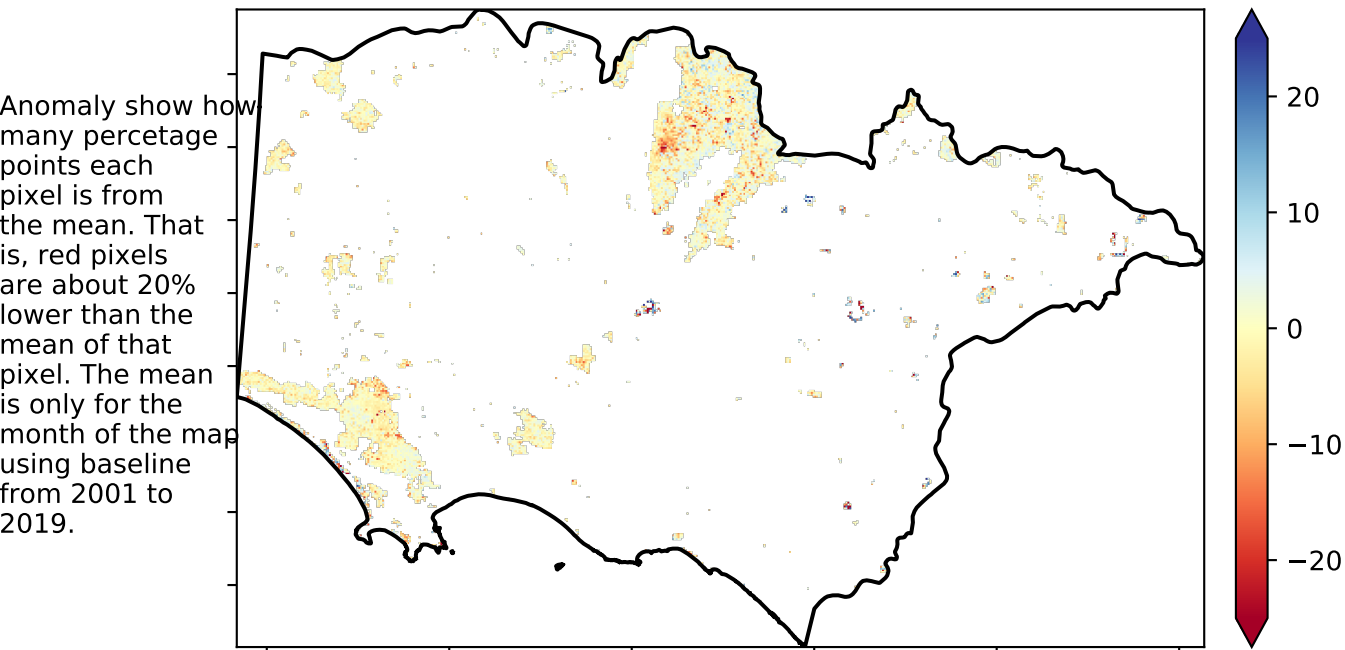 Anomaly show how
many percetage
points each
pixel is from
the mean. That
is, red pixels
are about 20%
lower than the
mean of that
pixel. The mean
is only for the
month of the map
using baseline
from 2001 to
2019.
20
10
0
−10
−20